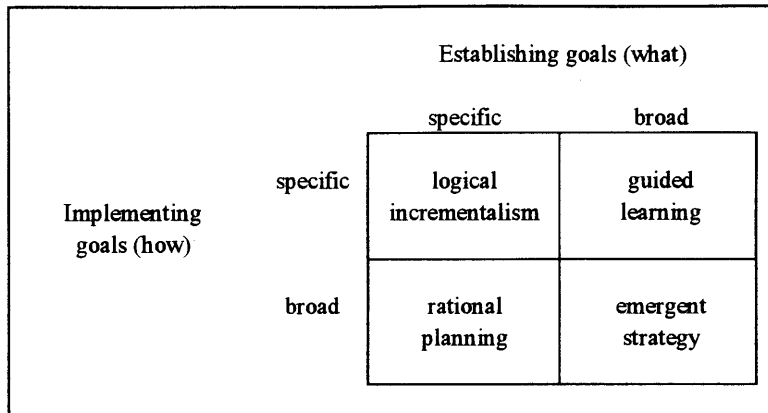 Establishing goals (what)
specific broad
specific logical guided
incrementalism learning
Implementing
goals (how)
broad rational emergent
planning strategy